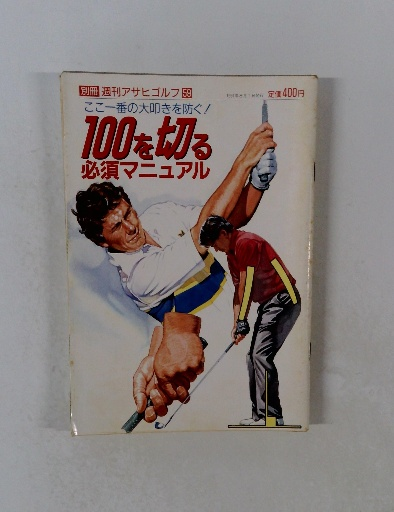 別冊 週刊アサヒゴルフ 59
定価400円
ここ一番の大叩きを防ぐ!
100を切る
必須マニュアル